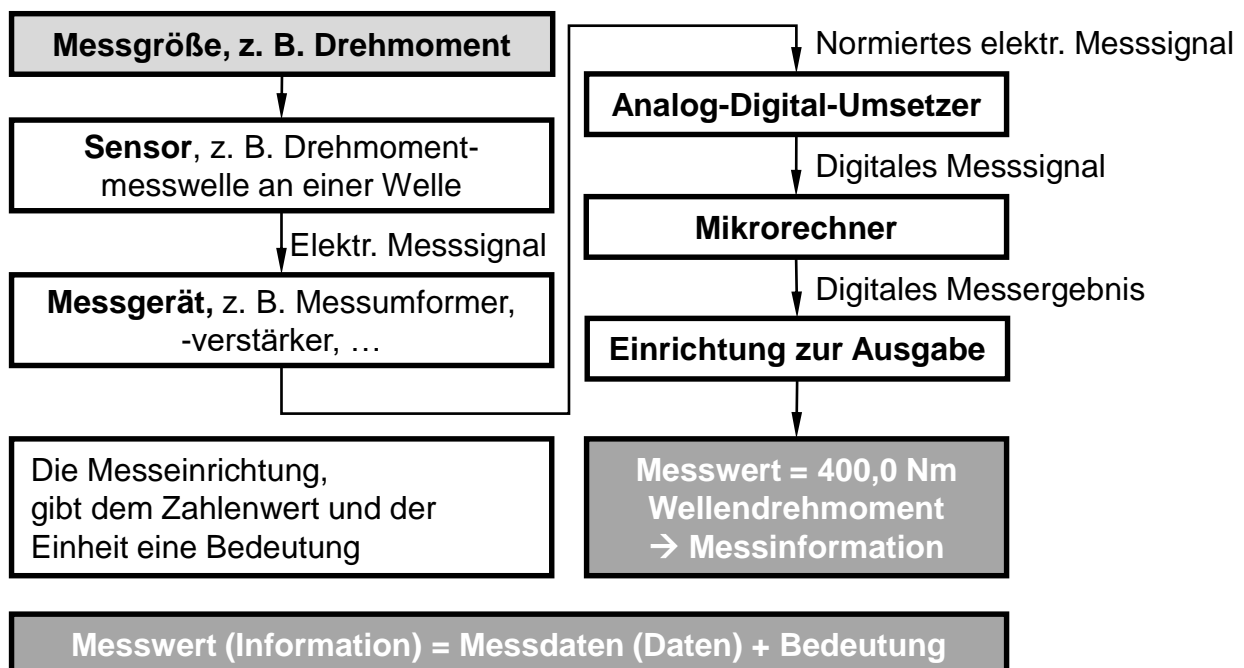 Messgröße, z. B. Drehmoment
Sensor, z. B. Drehmoment-
messwelle an einer Welle
Elektr. Messsignal
Messgerät, z. B. Messumformer,
-verstärker, …
Normiertes elektr. Messsignal
Analog-Digital-Umsetzer
Digitales Messsignal
Mikrorechner
Digitales Messergebnis
Einrichtung zur Ausgabe
Die Messeinrichtung,
gibt dem Zahlenwert und der
Einheit eine Bedeutung
Messwert = 400,0 Nm
Wellendrehmoment
→ Messinformation
Messwert (Information) = Messdaten (Daten) + Bedeutung